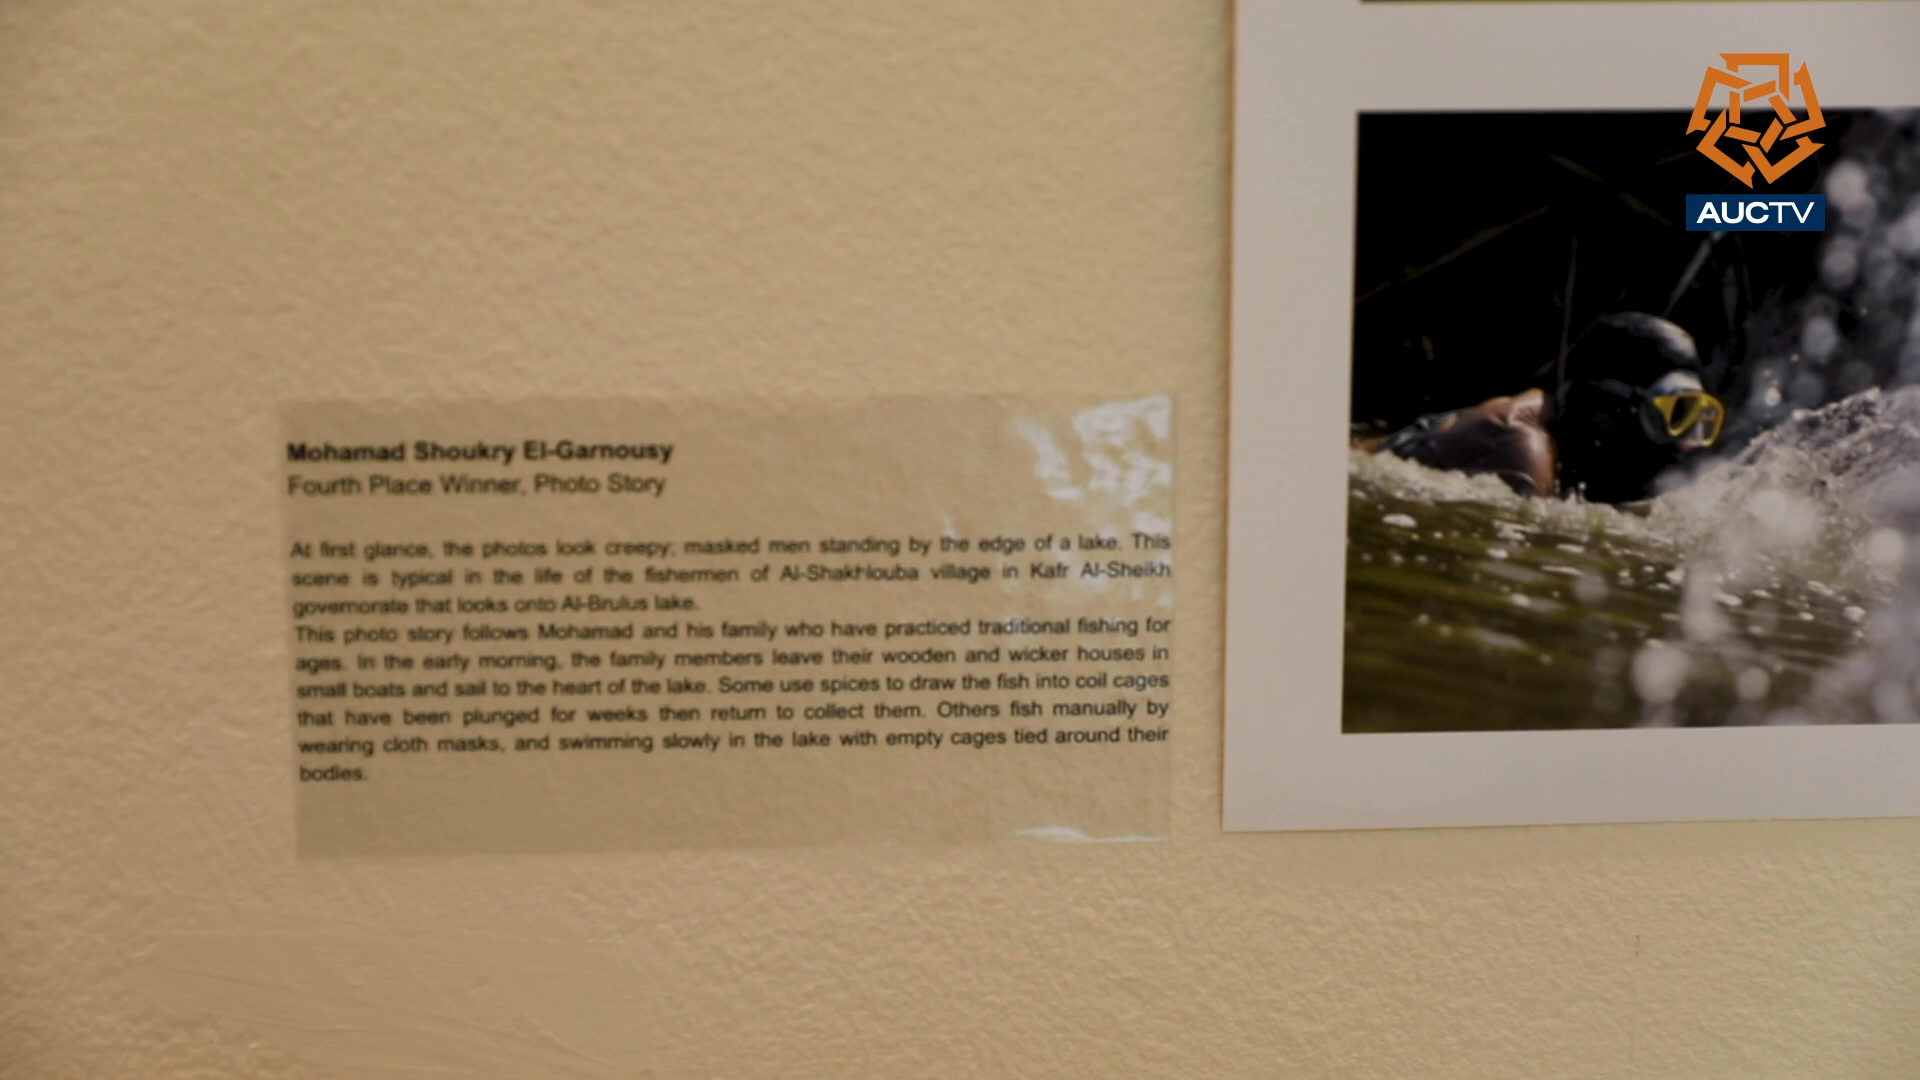 AUCTV
Mohamad Shoukry El-Garnousy
Fourth Place Winner, Photo Story
At first glance, the photos look creepy; masked men standing by the edge of a lake. This
scene is typical in the life of the fishermen of Al-Shakhlouba village in Kafr Al-Sheikh
governorate that looks onto Al-Brulus lake.
This photo story follows Mohamad and his family who have practiced traditional fishing for
ages. In the early morning, the family members leave their wooden and wicker houses in
small boats and sail to the heart of the lake. Some use spices to draw the fish into coil cages
that have been plunged for weeks then return to collect them. Others fish manually by
wearing cloth masks, and swimming slowly in the lake with empty cages tied around their
bodies.